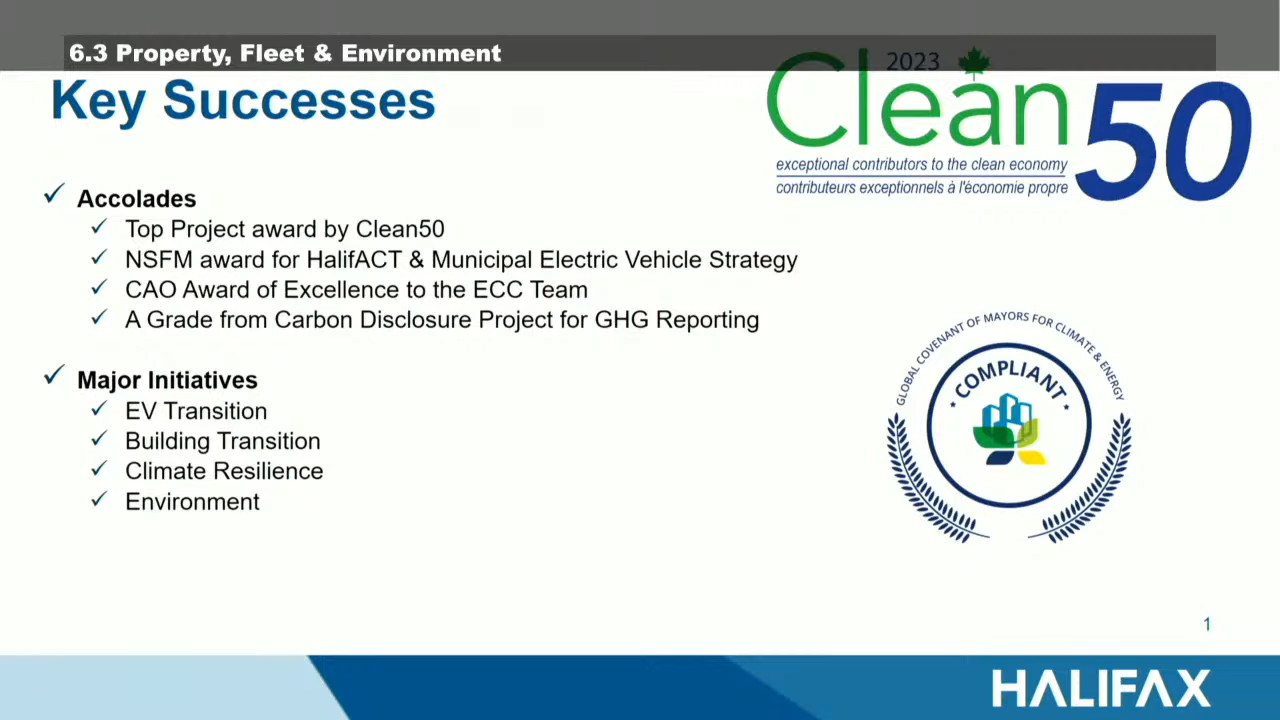 6.3 Property, Fleet & Environment
Key Successes
2023
Clean50
exceptional contributors to the clean economy
contributeurs exceptionnels à l'économie propre
Accolades
Top Project award by Clean50
NSFM award for HalifACT & Municipal Electric Vehicle Strategy
CAO Award of Excellence to the ECC Team
A Grade from Carbon Disclosure Project for GHG Reporting
Major Initiatives
EV Transition
Building Transition
Climate Resilience
Environment
GLOBAL COVENANT OF MAYORS FOR CLIMATE & ENERGY
COMPLIANT
1
HALIFAX